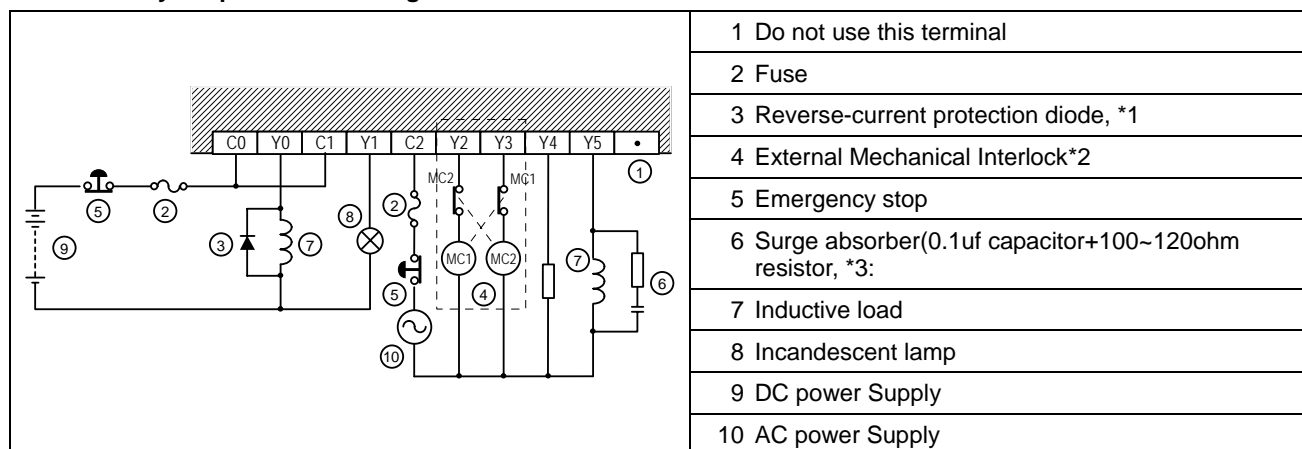 C0 Y0 C1 Y1 C2 Y2 Y3 Y4 Y5 •
MC2 MC1
MC1 MC2
5 2 3 7 8 9 2 5 10 4 7 6 1
1 Do not use this terminal
2 Fuse
3 Reverse-current protection diode, *1
4 External Mechanical Interlock*2
5 Emergency stop
6 Surge absorber(0.1uf capacitor+100~120ohm
resistor, *3:
7 Inductive load
8 Incandescent lamp
9 DC power Supply
10 AC power Supply